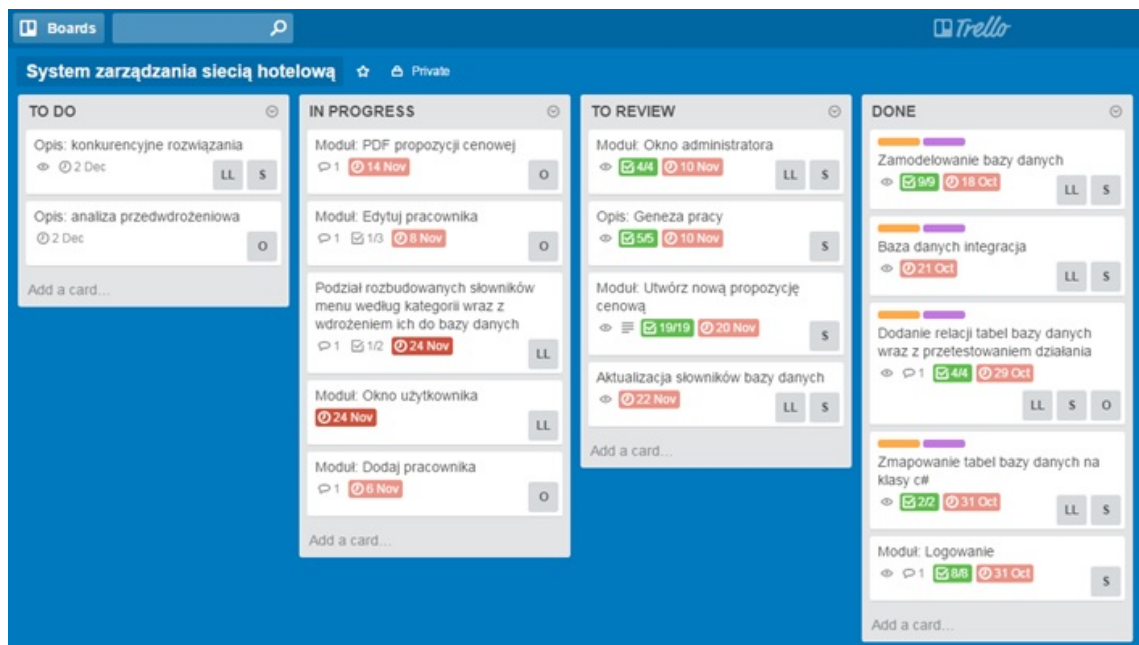 Boards
Trello
System zarządzania siecią hotelową Private
TO DO
Opis: konkurencyjne rozwiązania
2 Dec
LL S
Opis: analiza przedwdrożeniowa
2 Dec
O
Add a card...
IN PROGRESS
Moduł: PDF propozycji cenowej
1 14 Nov
O
Moduł: Edytuj pracownika
1 1/3 8 Nov
O
Podział rozbudowanych słowników
menu według kategorii wraz z
wdrożeniem ich do bazy danych
1 1/2 24 Nov
LL
Moduł: Okno użytkownika
24 Nov
LL
Moduł: Dodaj pracownika
1 6 Nov
O
Add a card...
TO REVIEW
Moduł: Okno administratora
4/4 10 Nov
LL S
Opis: Geneza pracy
5/5 10 Nov
S
Moduł: Utwórz nową propozycję
cenową
19/19 20 Nov
S
Aktualizacja słowników bazy danych
22 Nov
LL S
Add a card...
DONE
Zamodelowanie bazy danych
9/9 18 Oct
LL S
Baza danych integracja
21 Oct
LL S
Dodanie relacji tabel bazy danych
wraz z przetestowaniem działania
1 4/4 29 Oct
LL S O
Zmapowanie tabel bazy danych na
klasy c#
2/2 31 Oct
LL S
Moduł: Logowanie
1 8/8 31 Oct
S
Add a card...